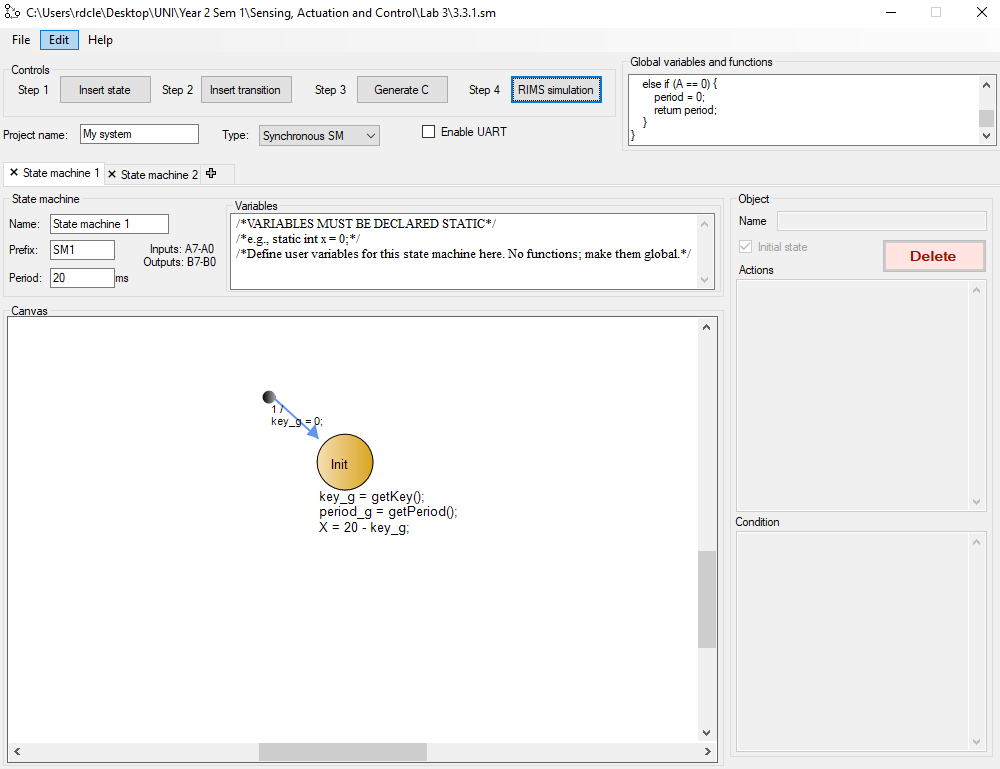 C:\Users\rdcle\Desktop\UNI\Year 2 Sem 1\Sensing, Actuation and Control\Lab 3\3.3.1.sm
File Edit Help
Controls
Step 1 Insert state Step 2 Insert transition Step 3 Generate C Step 4 RIMS simulation
Project name: My system Type: Synchronous SM Enable UART
Global variables and functions
else if (A == 0) {
period = 0;
return period;
}
}
State machine 1 State machine 2
State machine
Name: State machine 1
Prefix: SM1
Inputs: A7-A0
Outputs: B7-B0
Period: 20 ms
Variables
/*VARIABLES MUST BE DECLARED STATIC*/
/*e.g., static int x = 0;*/
/*Define user variables for this state machine here. No functions; make them global.*/
Object
Name
Initial state
Delete
Actions
Condition
Canvas
1 /
key_g = 0;
Init
key_g = getKey();
period_g = getPeriod();
X = 20 - key_g;